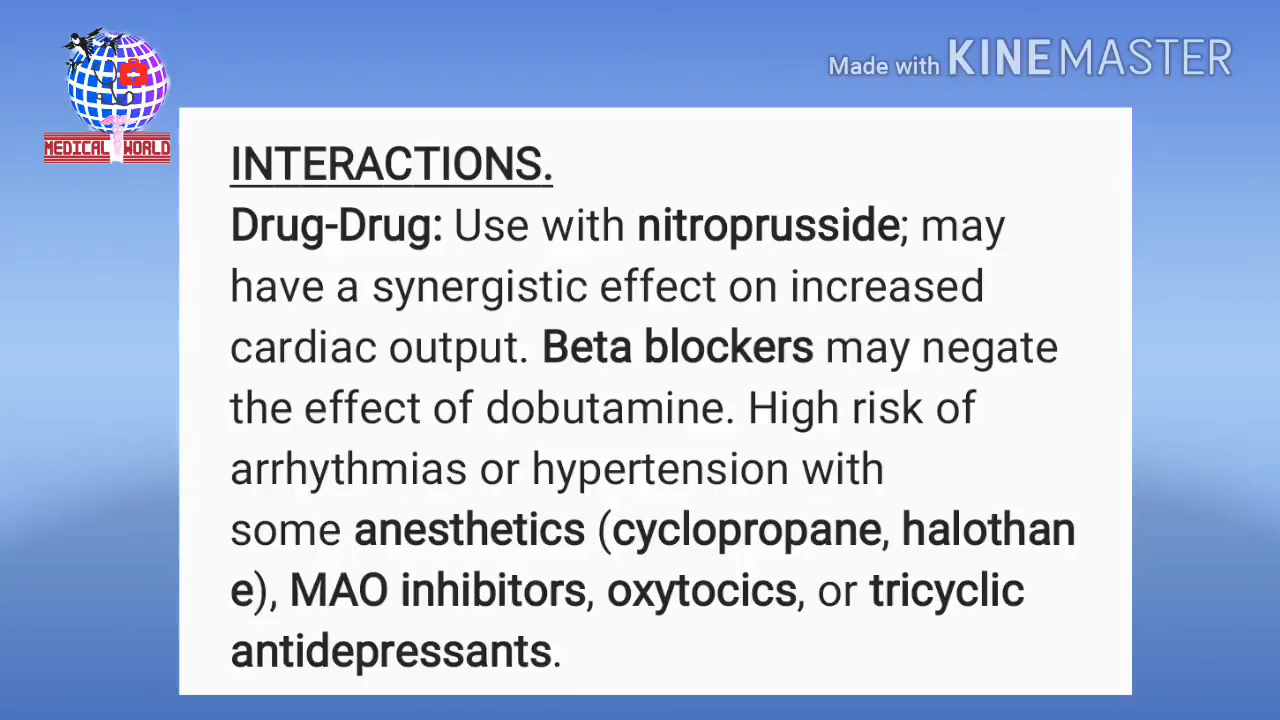 Made with KINEMASTER
MEDICAL WORLD
INTERACTIONS.
Drug-Drug: Use with nitroprusside; may
have a synergistic effect on increased
cardiac output. Beta blockers may negate
the effect of dobutamine. High risk of
arrhythmias or hypertension with
some anesthetics (cyclopropane, halothan
e), MAO inhibitors, oxytocics, or tricyclic
antidepressants.